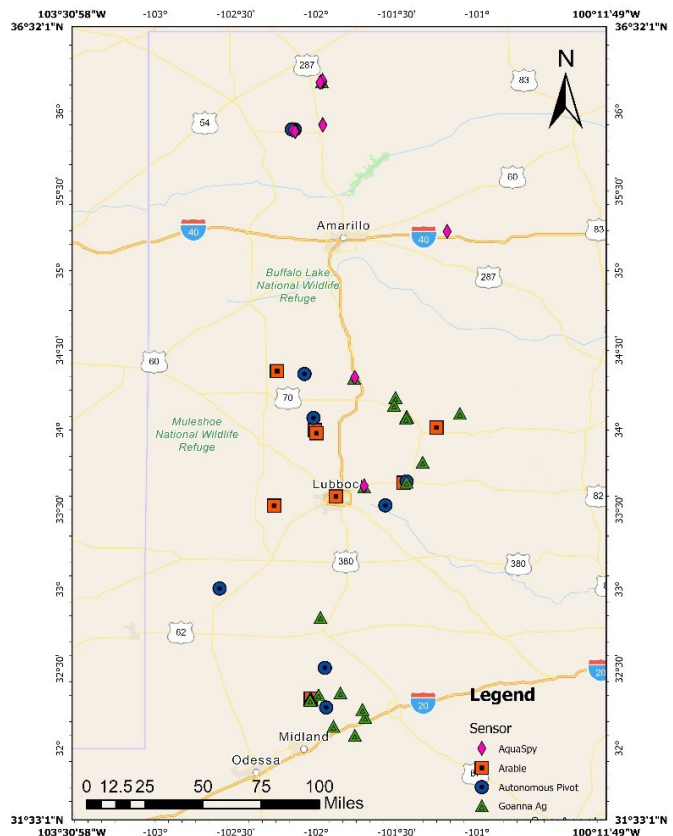 -103° -102°30' -102° -101°30' -101°
36°32'1"N 103°30'58"W 100°11'49"W 36°32'1"N
N
287
83
36° 36°
54
60
35°30' 35°30'
Amarillo
40 40 83
35° 35°
Buffalo Lake
National Wildlife
Refuge
287
34°30' 34°30'
60
70
Muleshoe
National Wildlife
Refuge
34° 34°
Lubboc
82
33°30' 33°30'
380 380
33° 33°
62
32°30' 32°30'
20
20
Legend
Sensor
Midland
32° 32°
AquaSpy
Odessa
Arable
0 12.5 25 50 75 100
Miles
Autonomous Pivot
Goanna Ag
31°33'1"N 31°33'1"N
103°30'58"W -103° -102°30' -102° -101°30' -101° 100°11'49"W